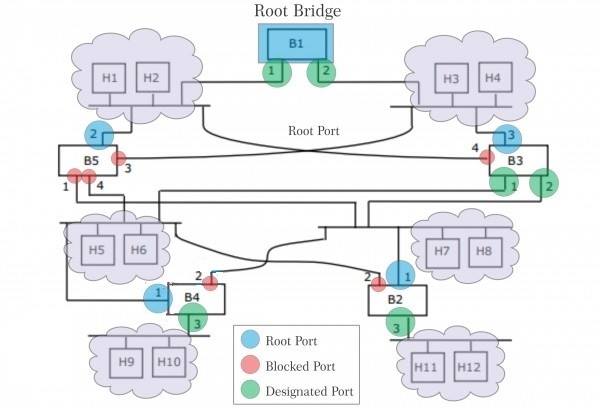 Root Bridge
B1
1 2
H1 H2
H3 H4
Root Port
2
3
B5
3
4
B3
1 4
1 2
H5 H6
H7 H8
2
2 1
1
B4
B2
3
3
H9 H10
H11 H12
Root Port
Blocked Port
Designated Port